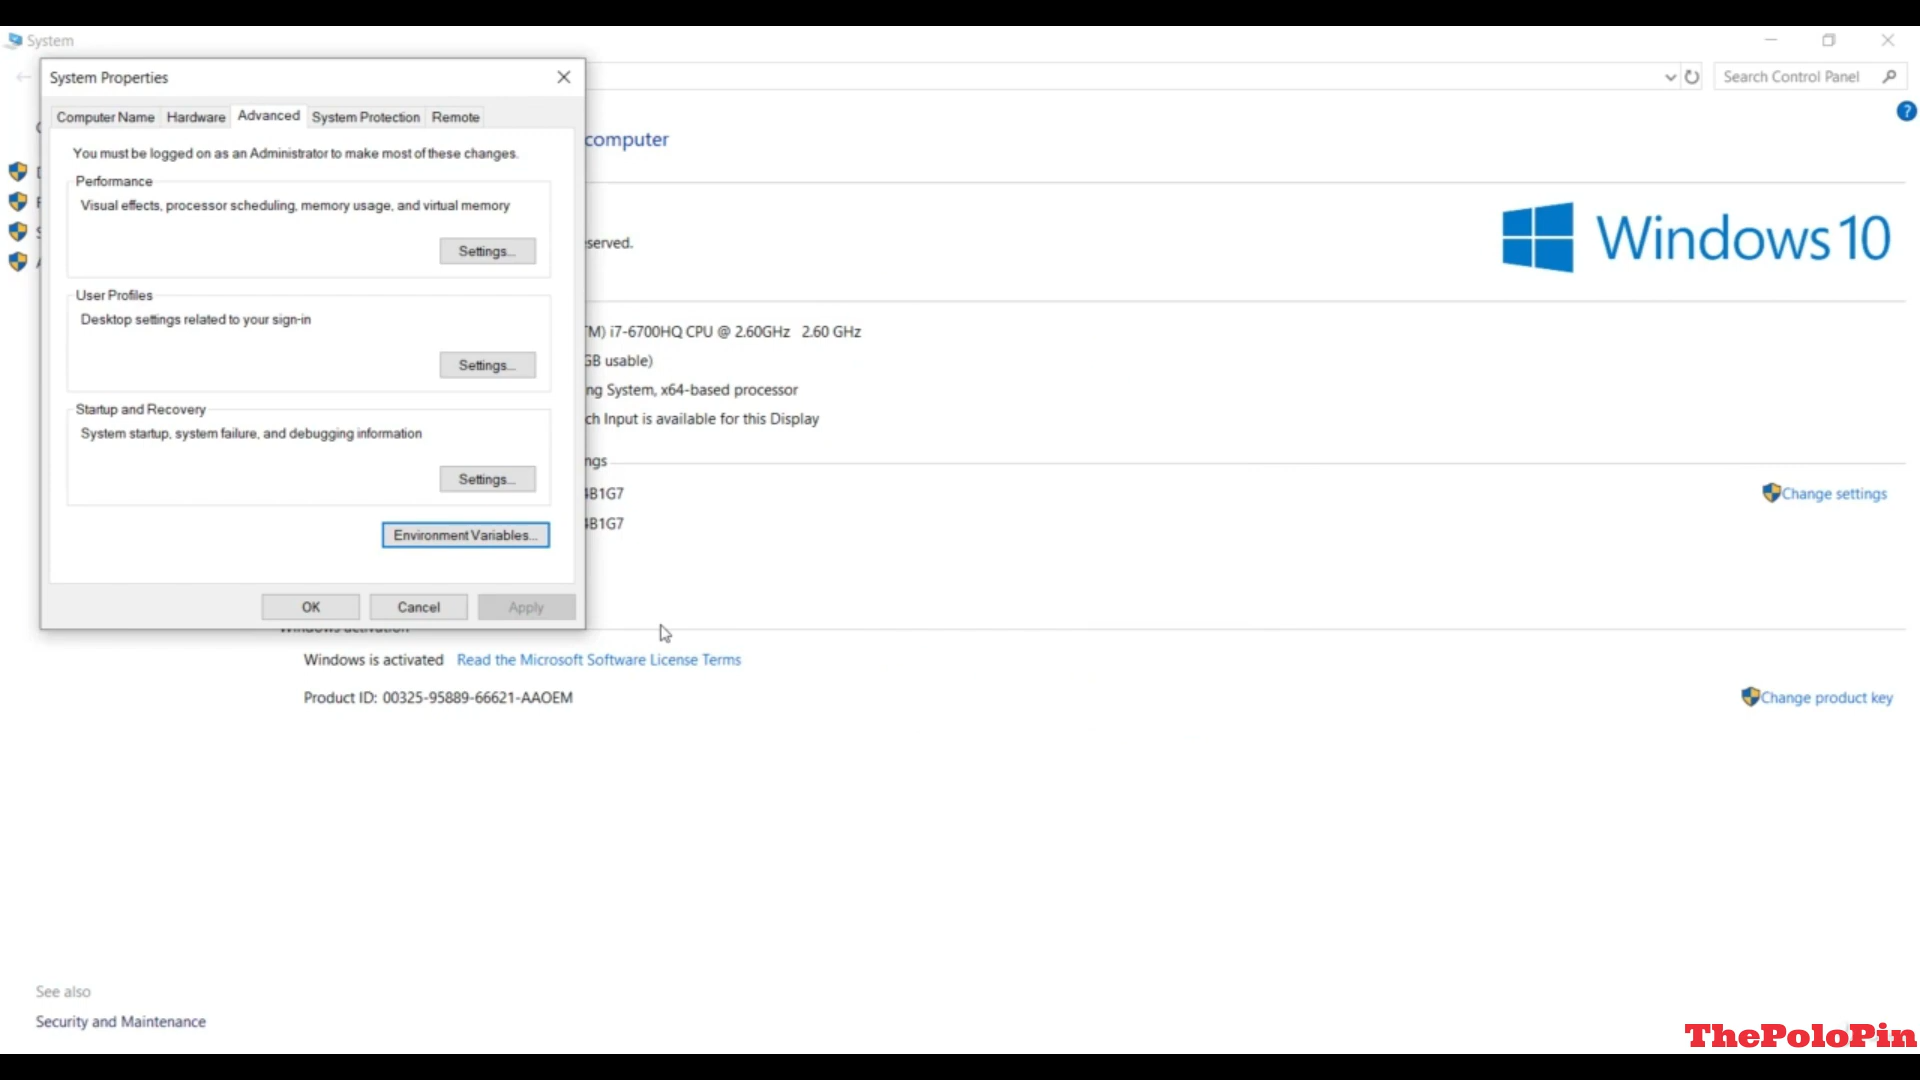 System
System Properties
Search Control Panel
Computer Name Hardware Advanced System Protection Remote
You must be logged on as an Administrator to make most of these changes.
Performance
Visual effects, processor scheduling, memory usage, and virtual memory
Settings...
User Profiles
Desktop settings related to your sign-in
Settings...
Startup and Recovery
System startup, system failure, and debugging information
Settings...
Environment Variables...
OK Cancel Apply
computer
served.
Windows 10
i7-6700HQ CPU @ 2.60GHz 2.60 GHz
GB usable)
ng System, x64-based processor
ch Input is available for this Display
ngs
B1G7
Change settings
B1G7
Windows activation
Windows is activated Read the Microsoft Software License Terms
Product ID: 00325-95889-66621-AAOEM
Change product key
See also
Security and Maintenance
ThePoloPin